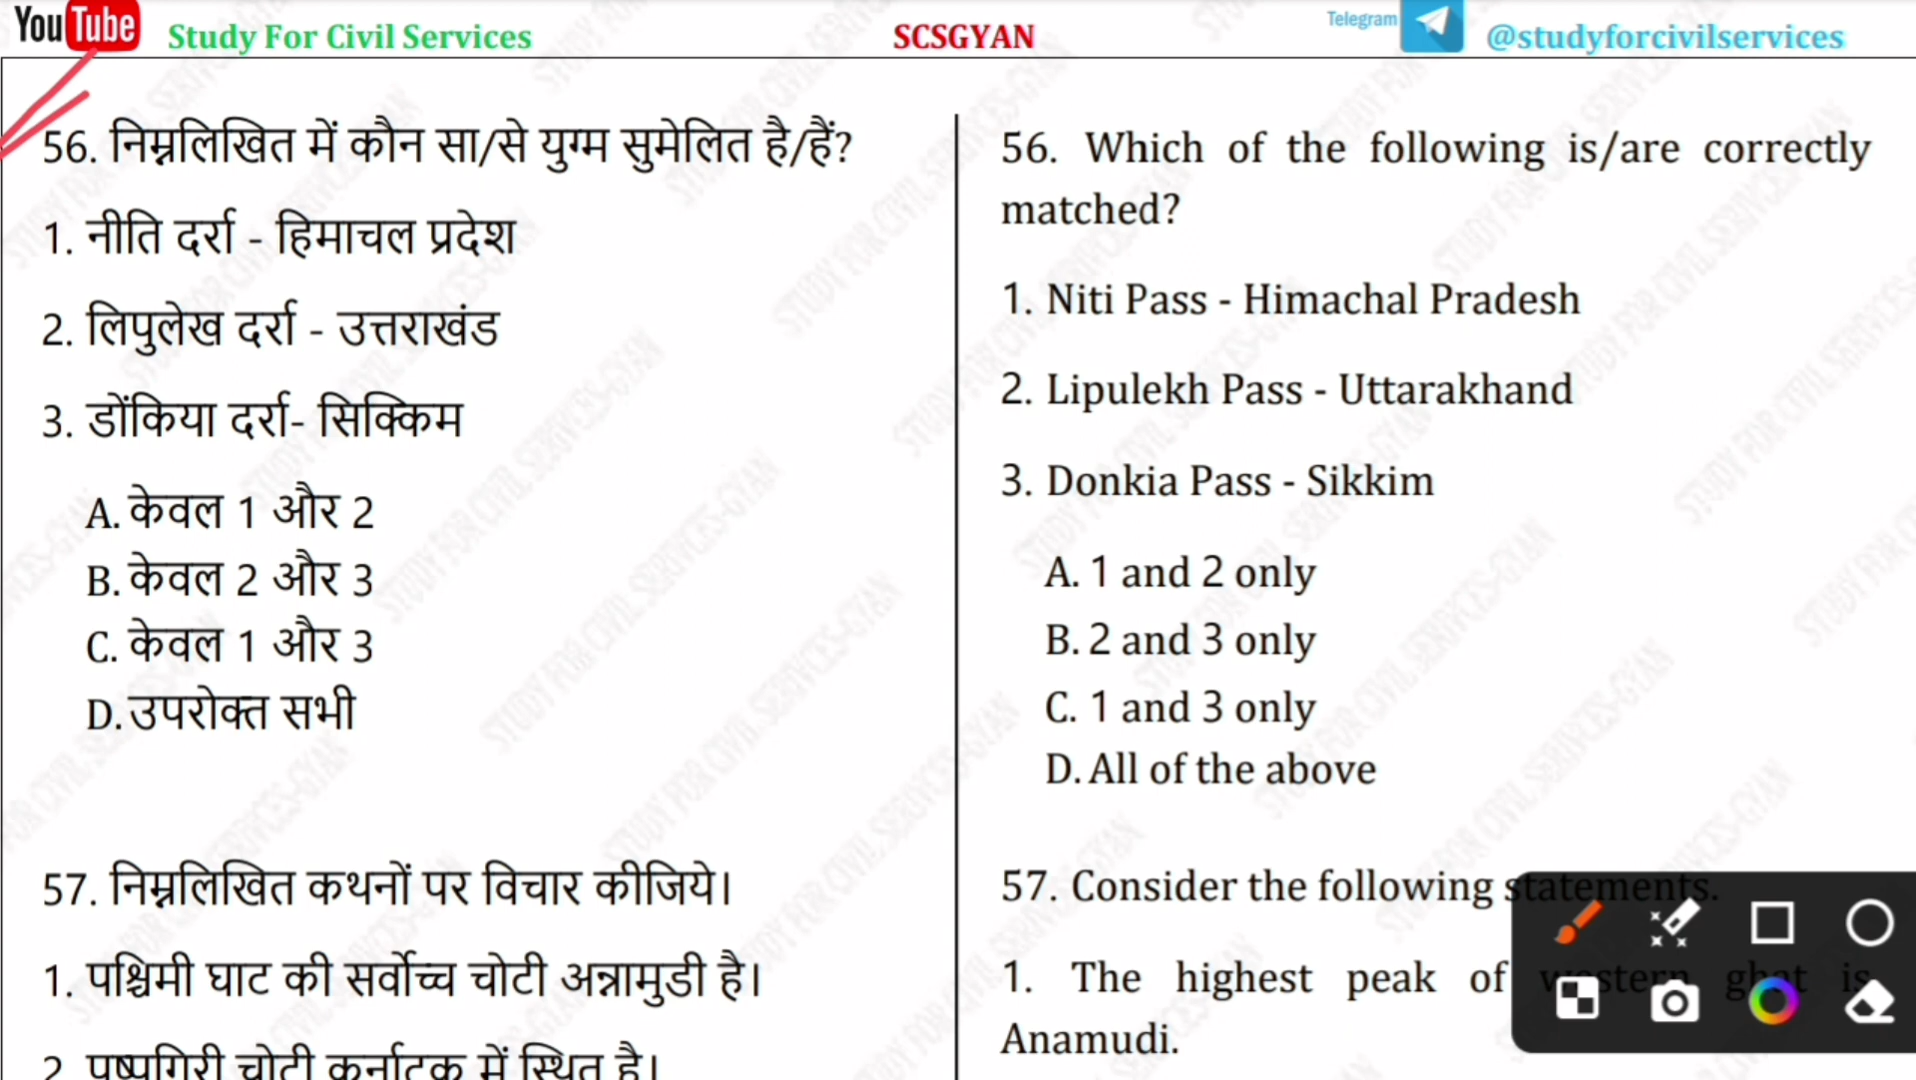 YouTube Study For Civil Services SCSGYAN Telegram @studyforcivilservices
56. निम्नलिखित में कौन सा/से युग्म सुमेलित है/हैं?
1. नीति दर्रा - हिमाचल प्रदेश
2. लिपुलेख दर्रा - उत्तराखंड
3. डोंकिया दर्रा- सिक्किम
A. केवल 1 और 2
B. केवल 2 और 3
C. केवल 1 और 3
D. उपरोक्त सभी
57. निम्नलिखित कथनों पर विचार कीजिये।
1. पश्चिमी घाट की सर्वोच्च चोटी अन्नामुडी है।
2 पुष्पगिरी चोटी कर्नाटक में स्थित है।
56. Which of the following is/are correctly
matched?
1. Niti Pass - Himachal Pradesh
2. Lipulekh Pass - Uttarakhand
3. Donkia Pass - Sikkim
A. 1 and 2 only
B. 2 and 3 only
C. 1 and 3 only
D. All of the above
57. Consider the following statements.
1. The highest peak of western ghat is
Anamudi.